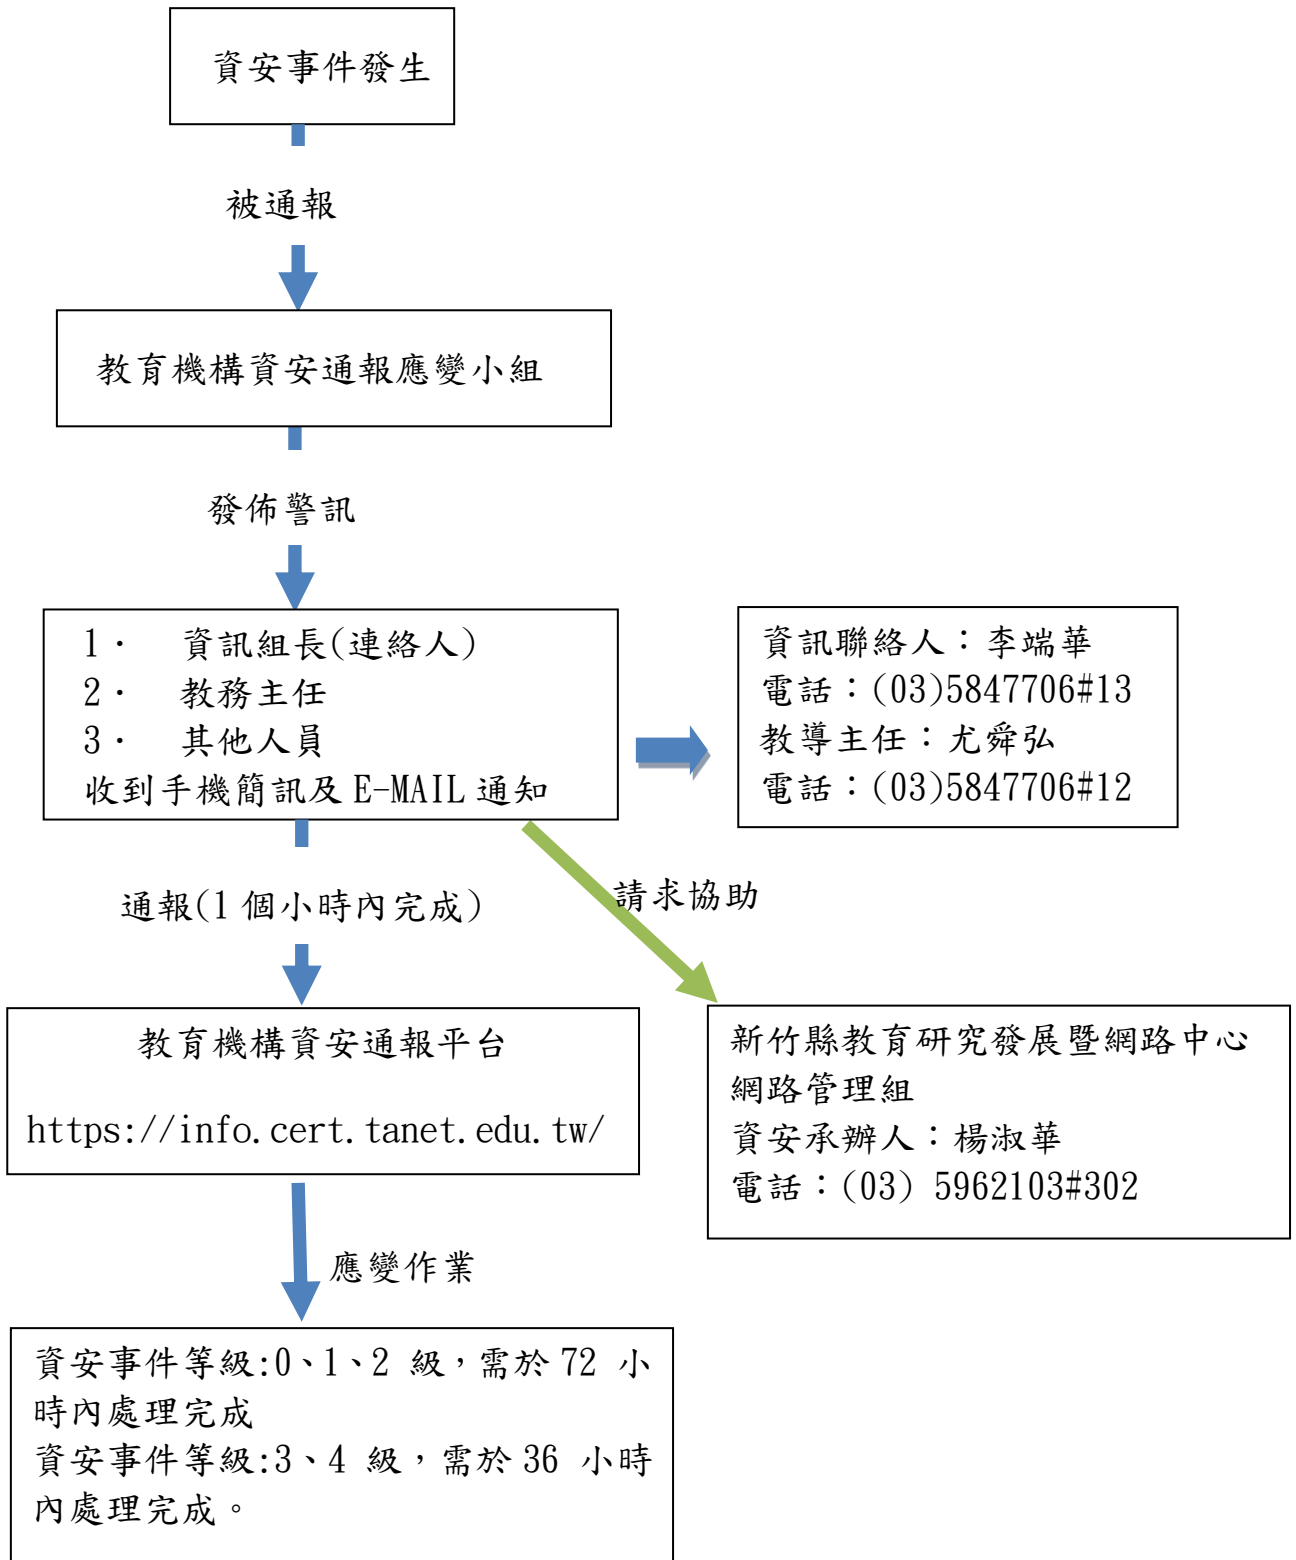 資安事件發生
被通報
教育機構資安通報應變小組
發佈警訊
1． 資訊組長(連絡人)
2． 教務主任
3． 其他人員
收到手機簡訊及 E-MAIL 通知
資訊聯絡人：李端華
電話：(03)5847706#13
教導主任：尤舜弘
電話：(03)5847706#12
通報(1 個小時內完成)
請求協助
教育機構資安通報平台
https://info.cert.tanet.edu.tw/
新竹縣教育研究發展暨網路中心
網路管理組
資安承辦人：楊淑華
電話：(03) 5962103#302
應變作業
資安事件等級:0、1、2 級，需於 72 小
時內處理完成
資安事件等級:3、4 級，需於 36 小時
內處理完成。